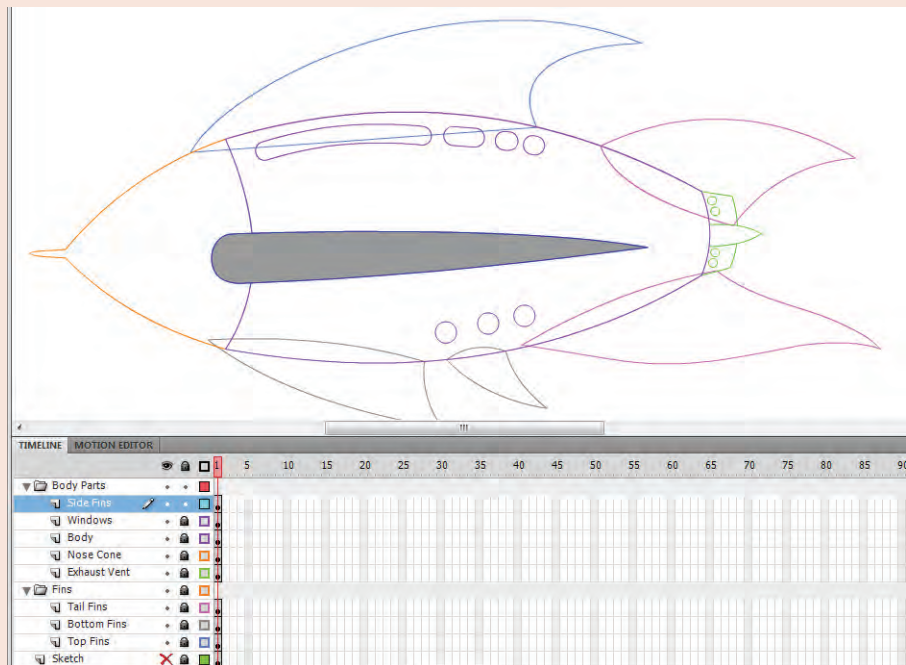 TIMELINE MOTION EDITOR
1 5 10 15 20 25 30 35 40 45 50 55 60 65 70 75 80 85 90
Body Parts
Side Fins
Windows
Body
Nose Cone
Exhaust Vent
Fins
Tail Fins
Bottom Fins
Top Fins
Sketch